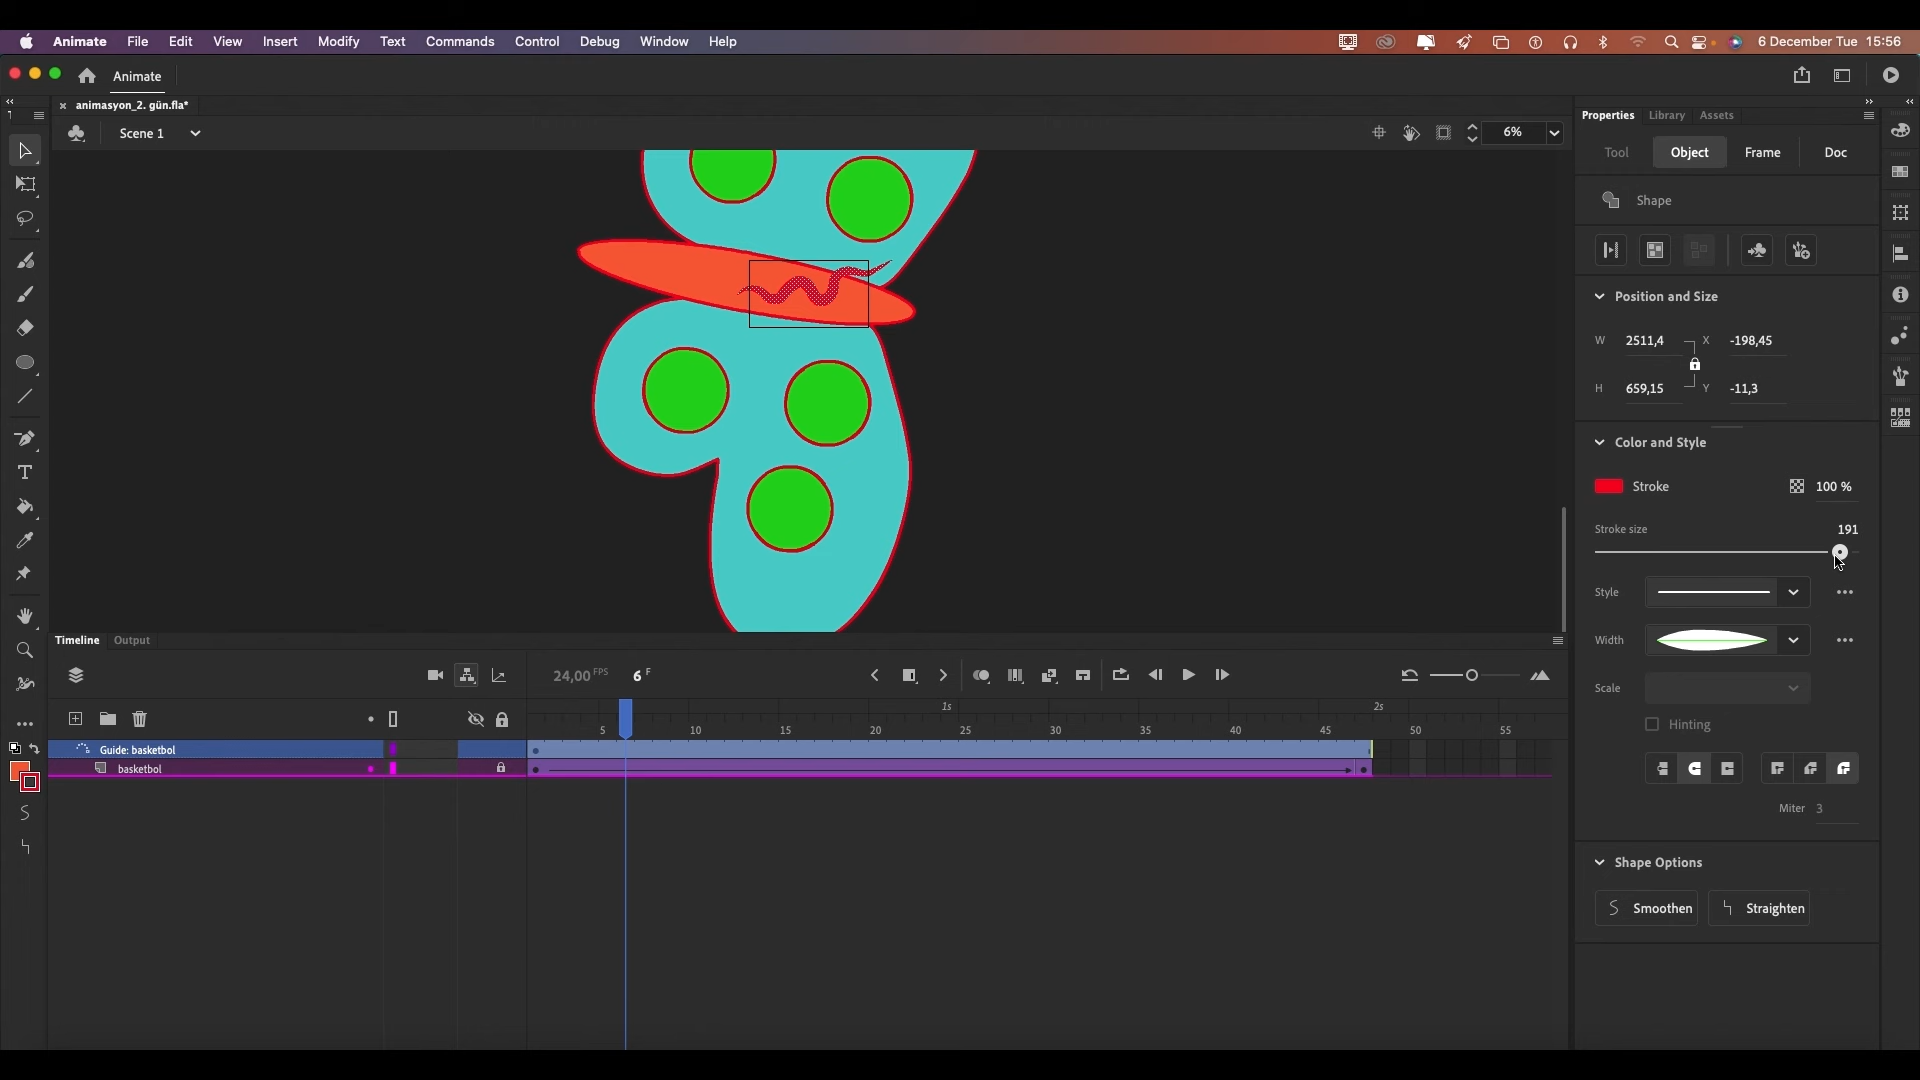 Animate File Edit View Insert Modify Text Commands Control Debug Window Help 6 December Tue 15:56
Animate
animasyon_2. gün.fla*
Scene 1 6%
Properties Library Assets
Tool Object Frame Doc
Shape
Position and Size
W 2511,4 X -198,45
H 659,15 Y -11,3
Color and Style
Stroke 100 %
Stroke size 191
Style
Width
Scale
Hinting
Miter 3
Shape Options
Smoothen Straighten
Timeline Output
24,00 FPS 6 F
1s 2s
5 10 15 20 25 30 35 40 45 50 55
Guide: basketbol
basketbol